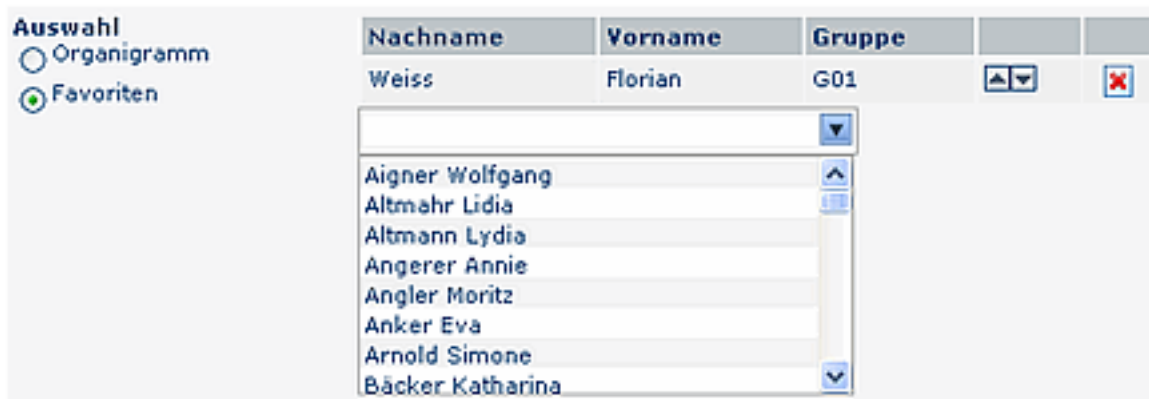 Auswahl
Organigramm
Favoriten
Nachname Vorname Gruppe
Weiss Florian G01
Aigner Wolfgang
Altmahr Lidia
Altmann Lydia
Angerer Annie
Angler Moritz
Anker Eva
Arnold Simone
Bäcker Katharina